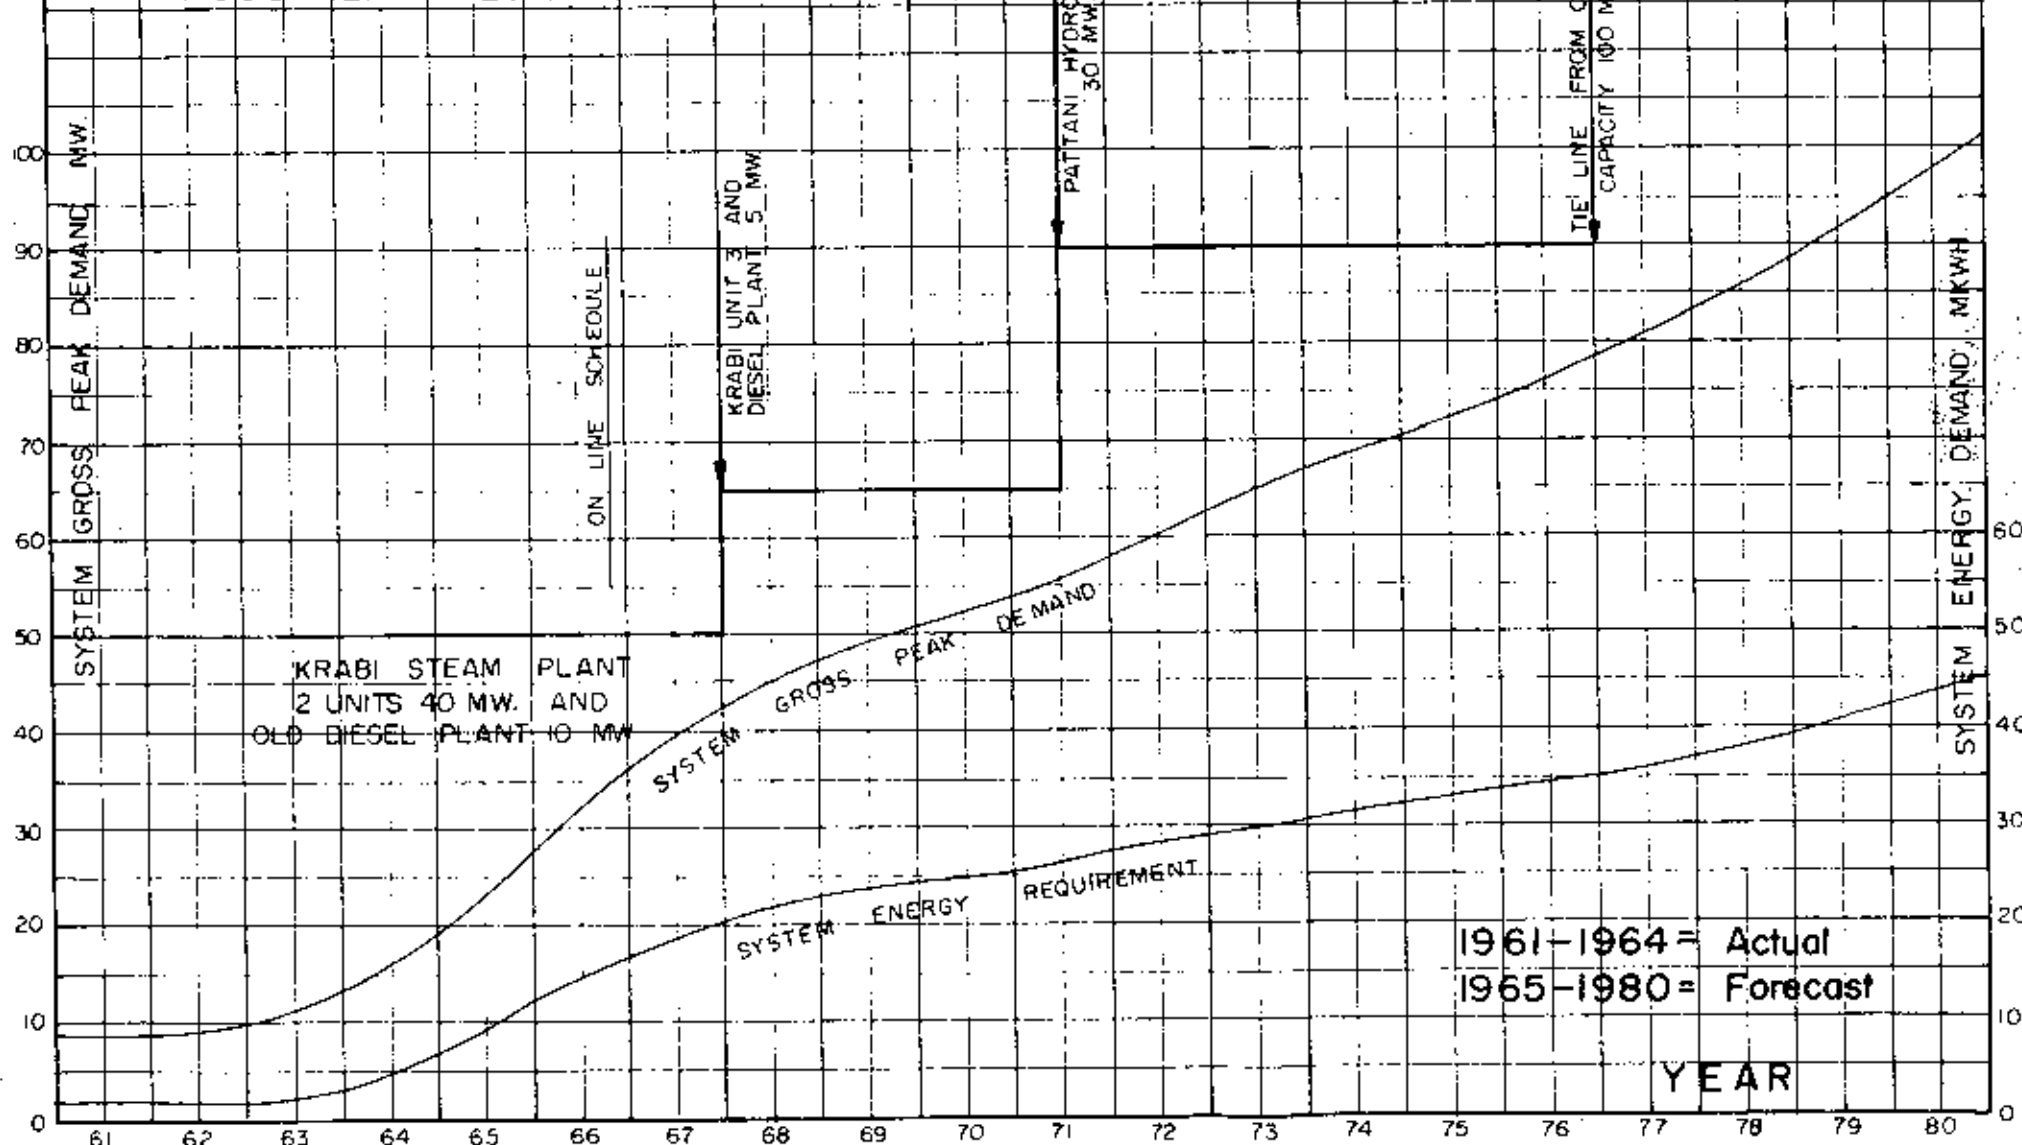 SYSTEM GROSS PEAK DEMAND MW.
100
90
80
70
60
50
40
30
20
10
0
ON LINE SCHEDULE
KRABI UNIT 3 AND
DIESEL PLANT 5 MW
PATTANI HYDRO
30 MW
TIE LINE FROM
CAPACITY 100
KRABI STEAM PLANT
2 UNITS 40 MW. AND
OLD DIESEL PLANT 10 MW
SYSTEM GROSS PEAK DEMAND
SYSTEM ENERGY REQUIREMENT
SYSTEM ENERGY DEMAND, MKWH
60
50
40
30
20
10
0
1961-1964 = Actual
1965-1980 = Forecast
YEAR
61 62 63 64 65 66 67 68 69 70 71 72 73 74 75 76 77 78 79 80